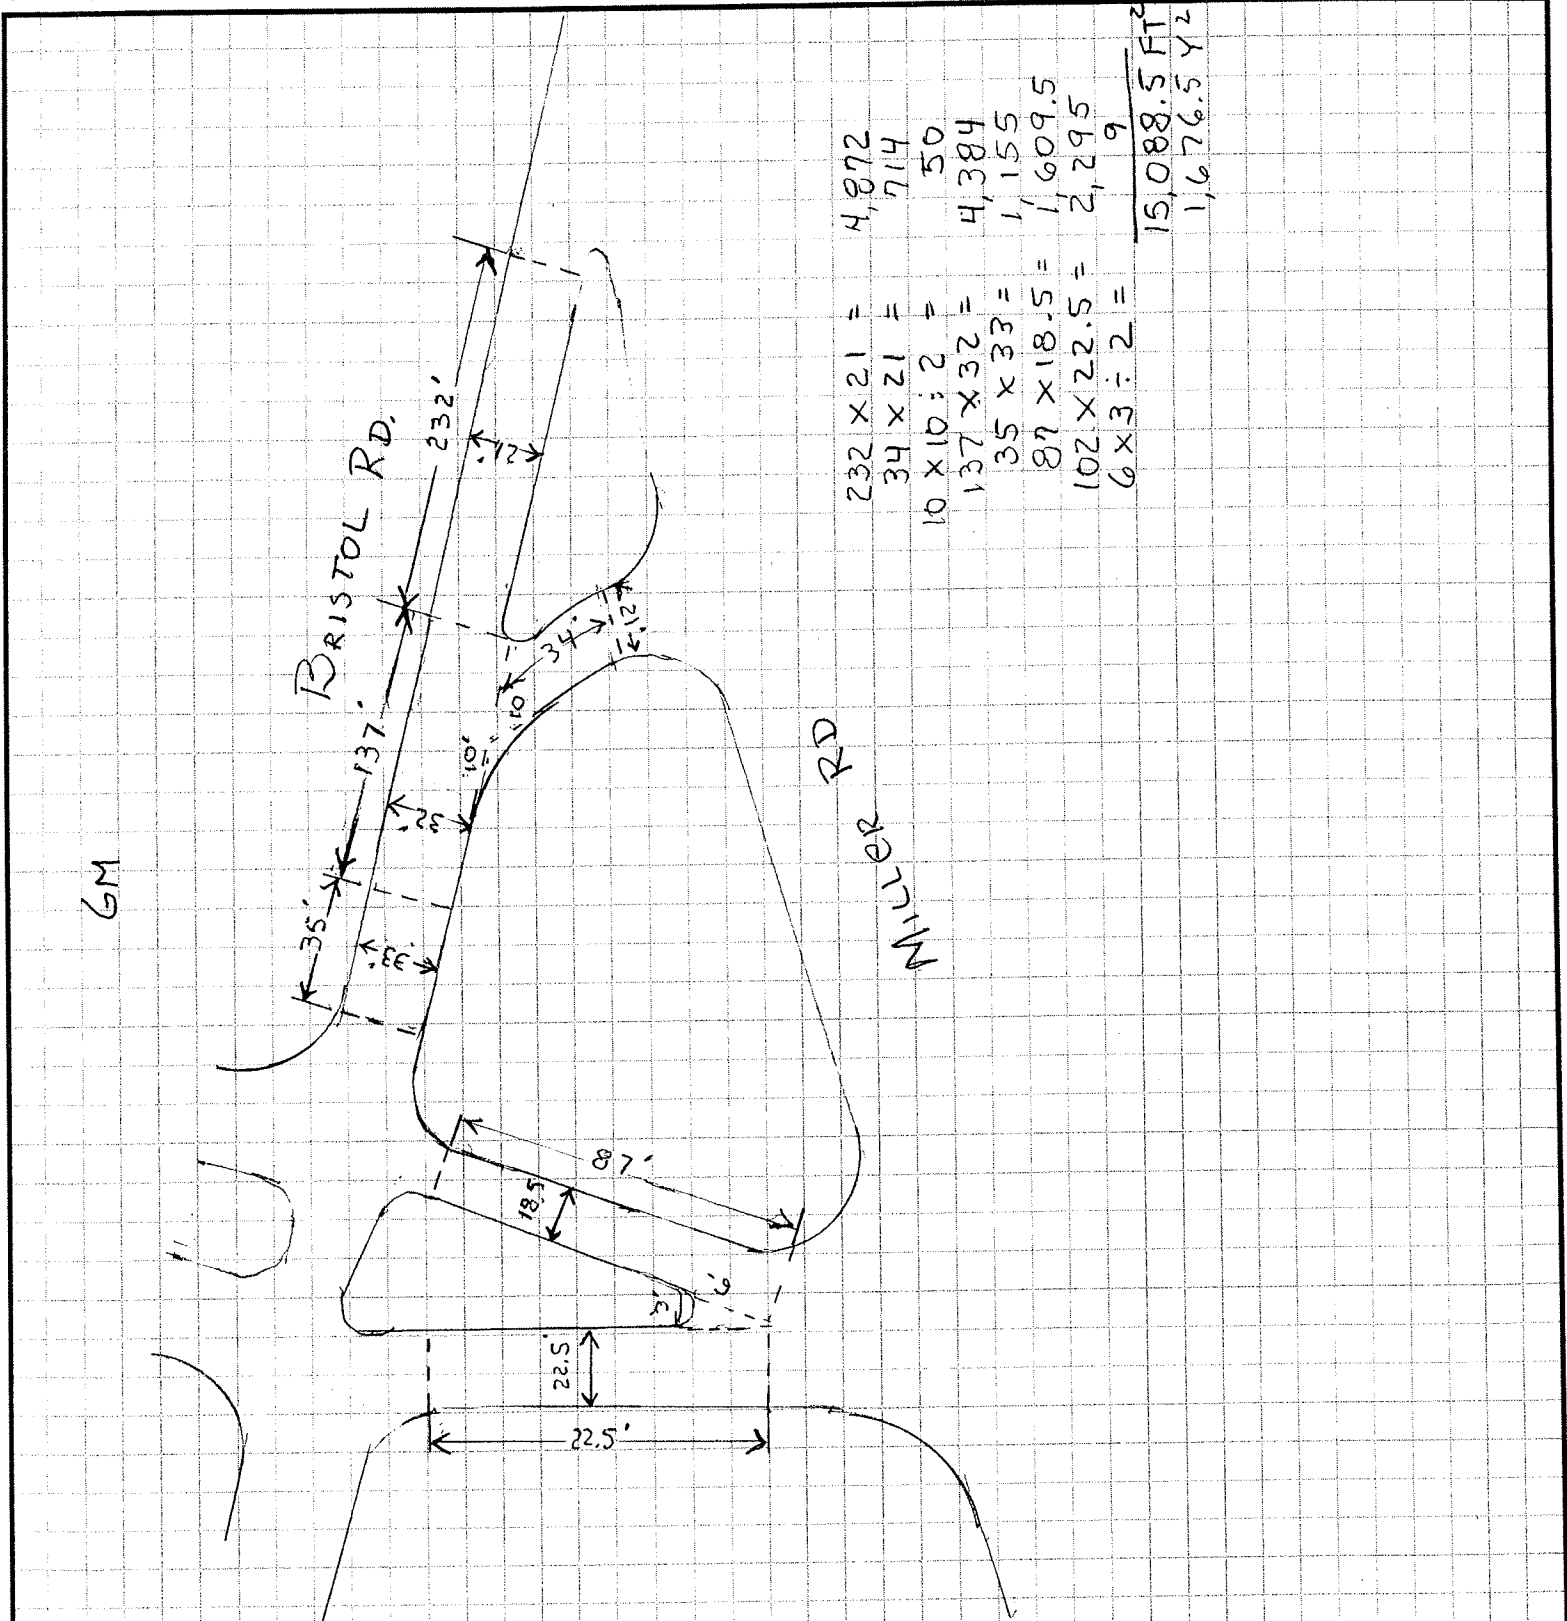 GM
BRISTOL RD.
35'
137.'
232'
33'
32'
21'
10'
10'
34'
12'
MILLER RD
87'
18.5
3'
6'
22.5'
22.5'
232 x 21 = 4,872
34 x 21 = 714
10 x 10 ÷ 2 = 50
137 x 32 = 4,384
35 x 33 = 1,155
87 x 18.5 = 1,609.5
102 x 22.5 = 2,295
6 x 3 ÷ 2 = 9
15,088.5 FT²
1,676.5 Y²